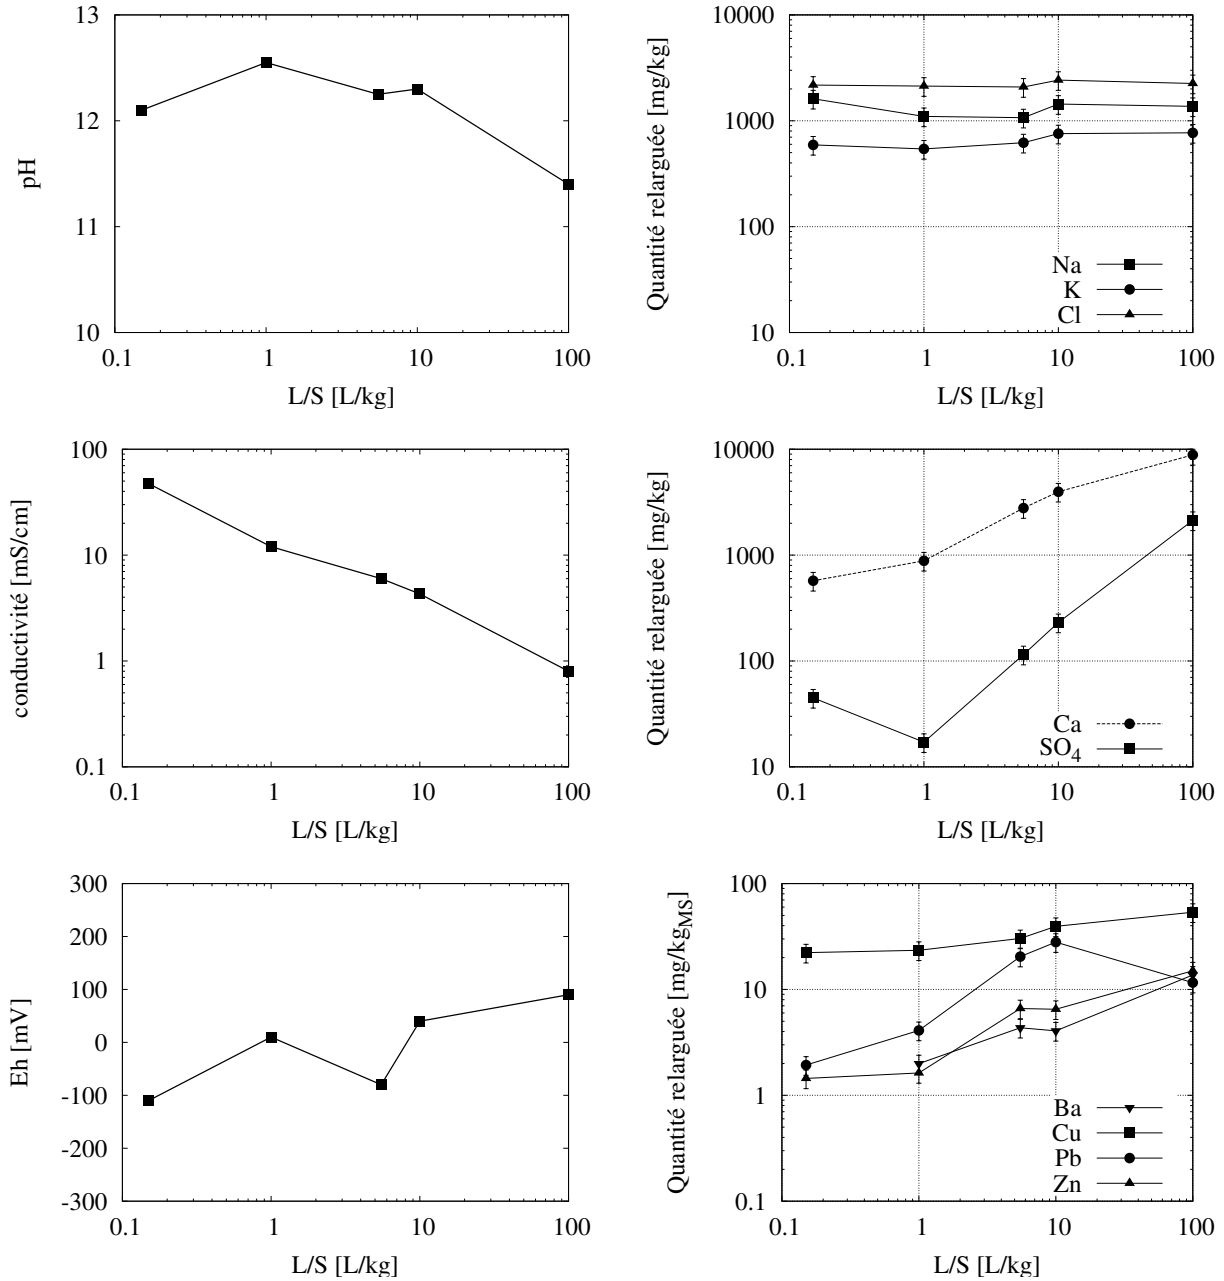 13
12
11
10
pH
0.1 1 10 100
L/S [L/kg]
10000
1000
100
10
Quantité relarguée [mg/kg]
Na
K
Cl
0.1 1 10 100
L/S [L/kg]
100
10
1
0.1
conductivité [mS/cm]
0.1 1 10 100
L/S [L/kg]
10000
1000
100
10
Quantité relarguée [mg/kg]
Ca
SO4
0.1 1 10 100
L/S [L/kg]
300
200
100
0
-100
-200
-300
Eh [mV]
0.1 1 10 100
L/S [L/kg]
100
10
1
0.1
Quantité relarguée [mg/kgMS]
Ba
Cu
Pb
Zn
0.1 1 10 100
L/S [L/kg]